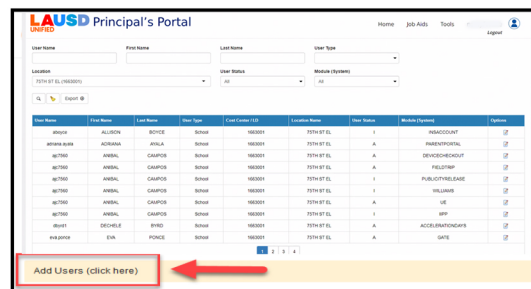 LAUSD UNIFIED Principal's Portal
Home Job Aids Tools
Logout
User Name First Name Last Name User Type
Location User Status Module (System)
75TH ST EL (1663001) All All
Export
User Name First Name Last Name User Type Cost Center / LD Location Name User Status Module (System) Options
aboyce ALLISON BOYCE School 1663001 75TH ST EL I INSACCOUNT
adriana.ayala ADRIANA AYALA School 1663001 75TH ST EL A PARENTPORTAL
ajc7560 ANIBAL CAMPOS School 1663001 75TH ST EL A DEVICECHECKOUT
ajc7560 ANIBAL CAMPOS School 1663001 75TH ST EL I FIELDTRIP
ajc7560 ANIBAL CAMPOS School 1663001 75TH ST EL I PUBLICITYRELEASE
ajc7560 ANIBAL CAMPOS School 1663001 75TH ST EL I WILLIAMS
ajc7560 ANIBAL CAMPOS School 1663001 75TH ST EL A UE
ajc7560 ANIBAL CAMPOS School 1663001 75TH ST EL I
DECHELE BYRD School 1663001 75TH ST EL A ACCELERATIONDAYS
eva.ponce EVA PONCE School 1663001 75TH ST EL A GATE
1 2 3 4
Add Users (click here)